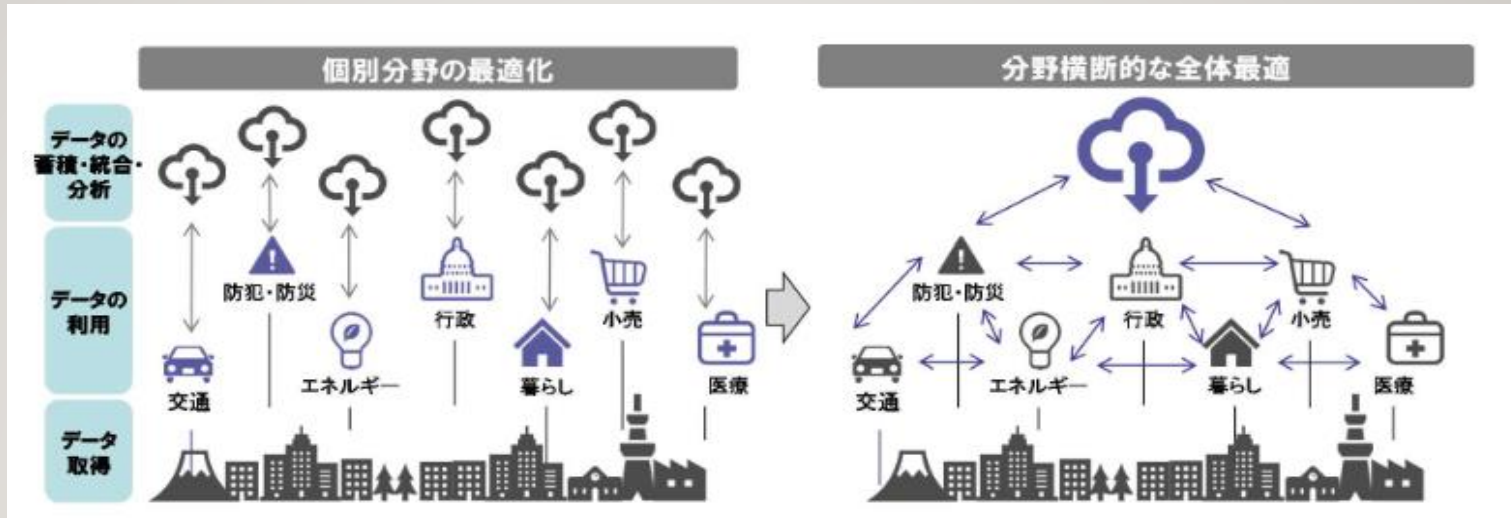 個別分野の最適化
分野横断的な全体最適
データの
蓄積・統合・
分析
データの
利用
データ
取得
防犯・防災
行政
小売
エネルギー
暮らし
医療
交通
防犯・防災
行政
小売
エネルギー
暮らし
医療
交通